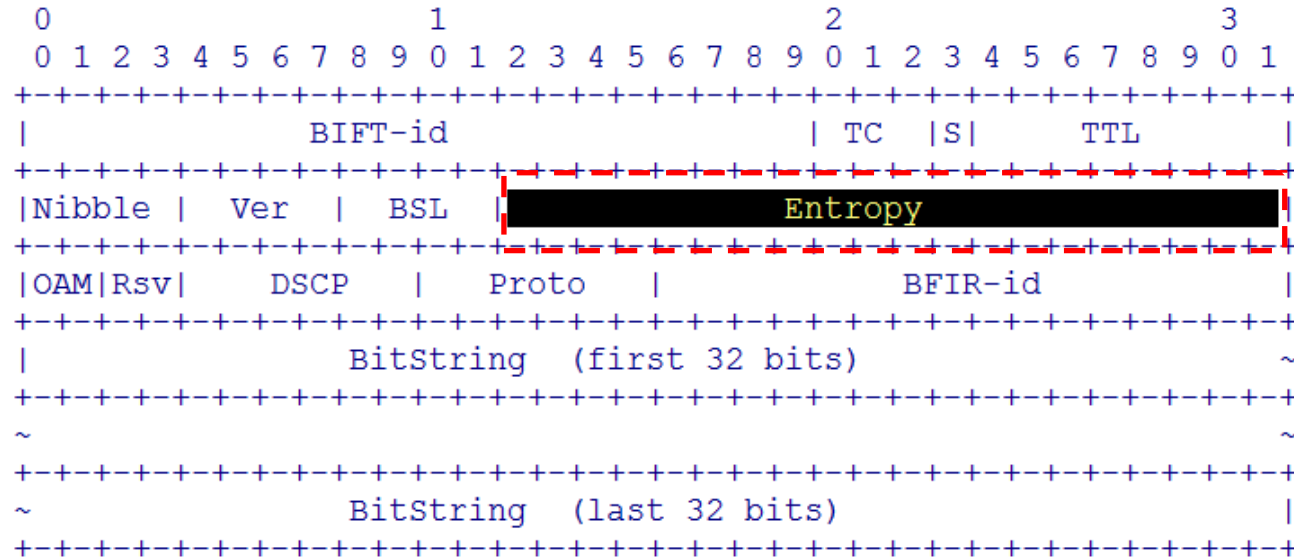 0                   1                   2                   3
0 1 2 3 4 5 6 7 8 9 0 1 2 3 4 5 6 7 8 9 0 1 2 3 4 5 6 7 8 9 0 1
+-+-+-+-+-+-+-+-+-+-+-+-+-+-+-+-+-+-+-+-+-+-+-+-+-+-+-+-+-+-+-+-+
|              BIFT-id                  | TC  |S|     TTL       |
+-+-+-+-+-+-+-+-+-+-+-+-+-+-+-+-+-+-+-+-+-+-+-+-+-+-+-+-+-+-+-+-+
|Nibble |  Ver  |  BSL  |              Entropy                  |
+-+-+-+-+-+-+-+-+-+-+-+-+-+-+-+-+-+-+-+-+-+-+-+-+-+-+-+-+-+-+-+-+
|OAM|Rsv|    DSCP   |   Proto   |            BFIR-id            |
+-+-+-+-+-+-+-+-+-+-+-+-+-+-+-+-+-+-+-+-+-+-+-+-+-+-+-+-+-+-+-+-+
|                BitString  (first 32 bits)                     ~
+-+-+-+-+-+-+-+-+-+-+-+-+-+-+-+-+-+-+-+-+-+-+-+-+-+-+-+-+-+-+-+-+
~                                                               ~
+-+-+-+-+-+-+-+-+-+-+-+-+-+-+-+-+-+-+-+-+-+-+-+-+-+-+-+-+-+-+-+-+
~                BitString  (last 32 bits)                      |
+-+-+-+-+-+-+-+-+-+-+-+-+-+-+-+-+-+-+-+-+-+-+-+-+-+-+-+-+-+-+-+-+